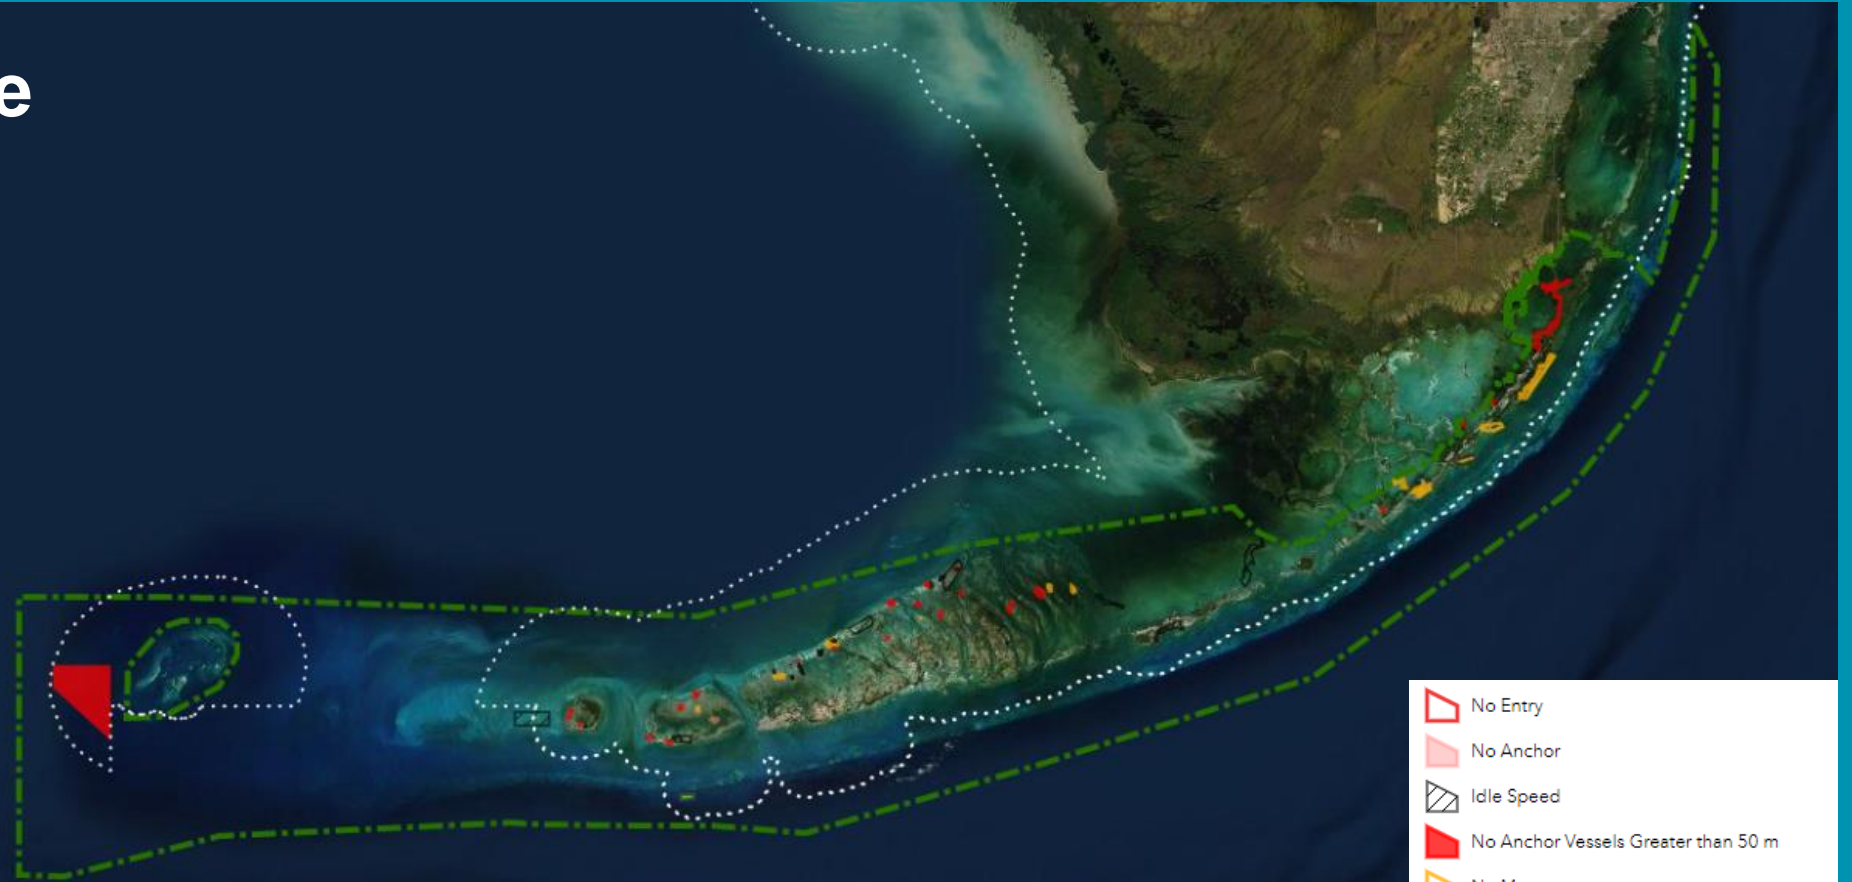 e
No Entry
No Anchor
Idle Speed
No Anchor Vessels Greater than 50 m